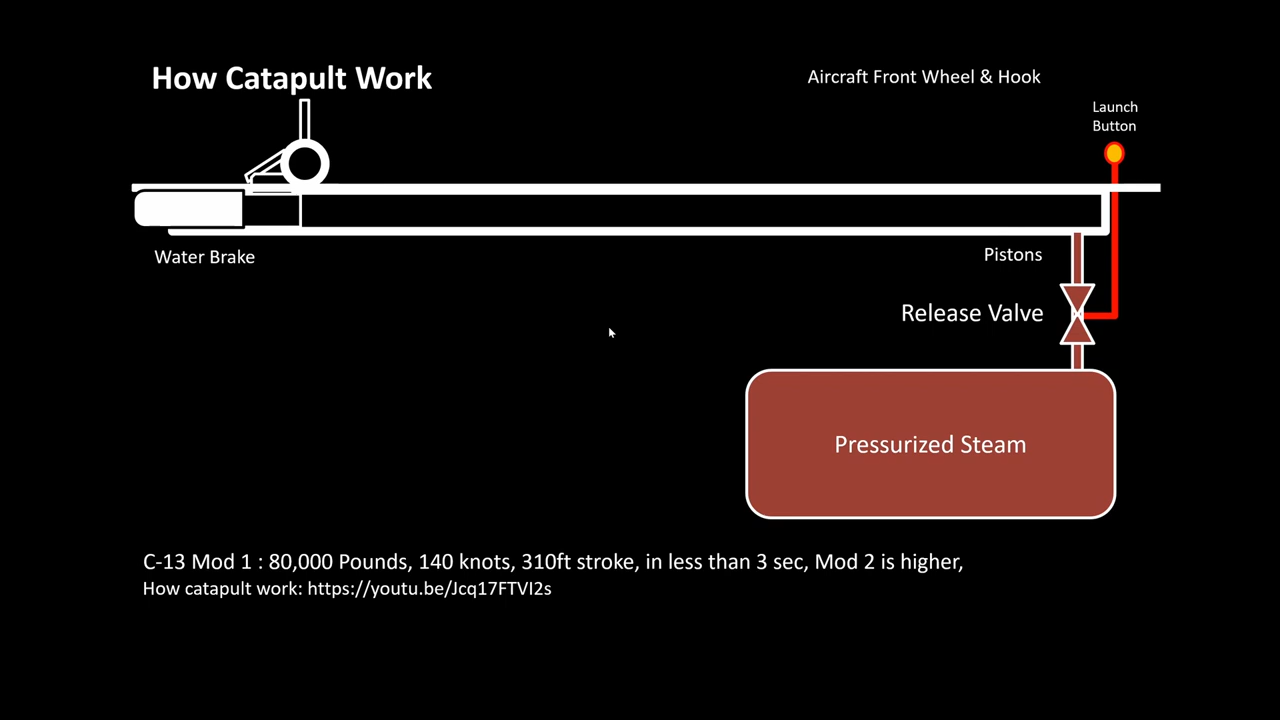 How Catapult Work
Aircraft Front Wheel & Hook
Launch
Button
Water Brake
Pistons
Release Valve
Pressurized Steam
C-13 Mod 1 : 80,000 Pounds, 140 knots, 310ft stroke, in less than 3 sec, Mod 2 is higher,
How catapult work: https://youtu.be/Jcq17FTVI2s